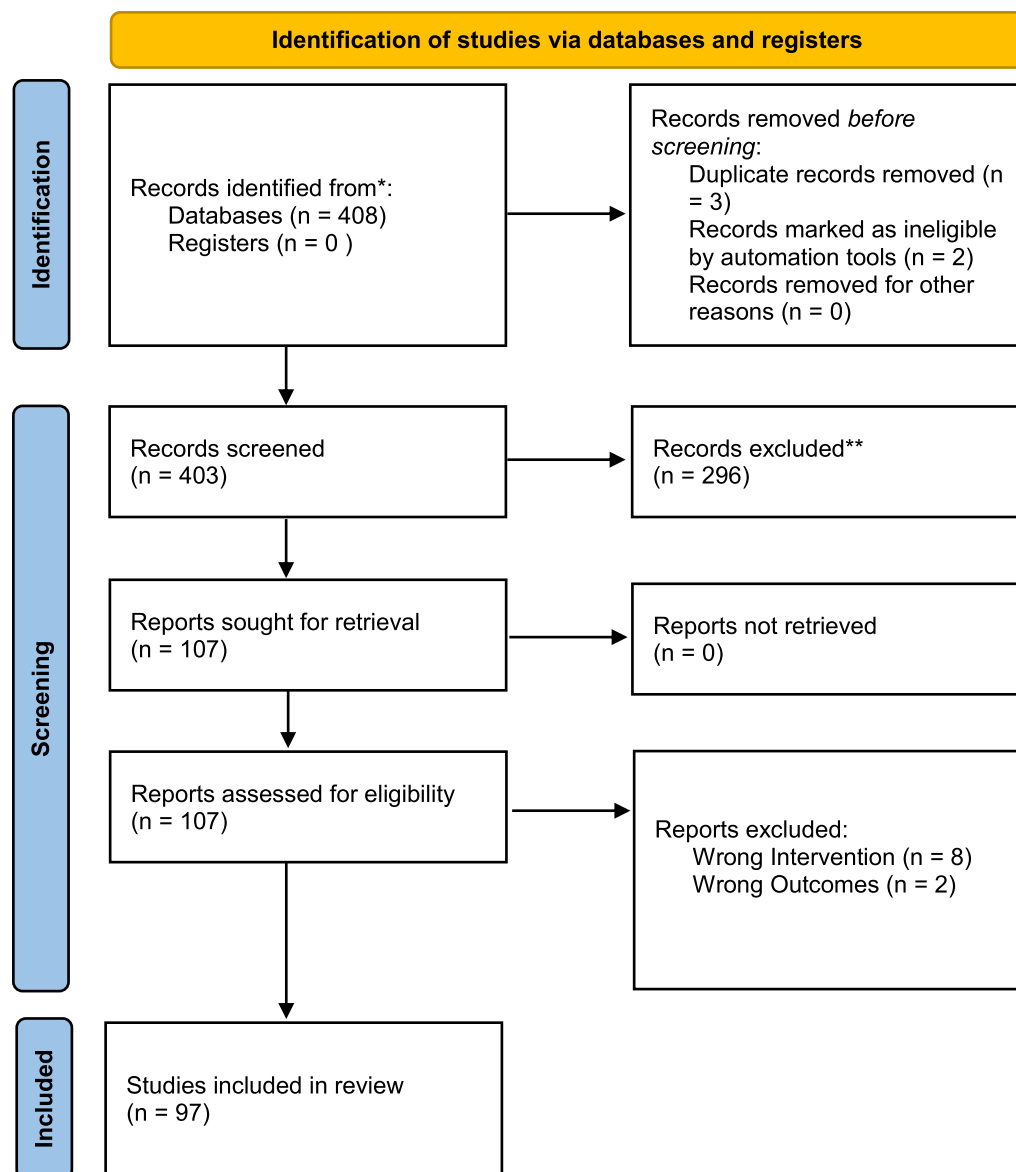 Identification of studies via databases and registers
Identification
Records identified from*:
Databases (n = 408)
Registers (n = 0 )
Records removed before
screening:
Duplicate records removed (n
= 3)
Records marked as ineligible
by automation tools (n = 2)
Records removed for other
reasons (n = 0)
Screening
Records screened
(n = 403)
Records excluded**
(n = 296)
Reports sought for retrieval
(n = 107)
Reports not retrieved
(n = 0)
Reports assessed for eligibility
(n = 107)
Reports excluded:
Wrong Intervention (n = 8)
Wrong Outcomes (n = 2)
Included
Studies included in review
(n = 97)